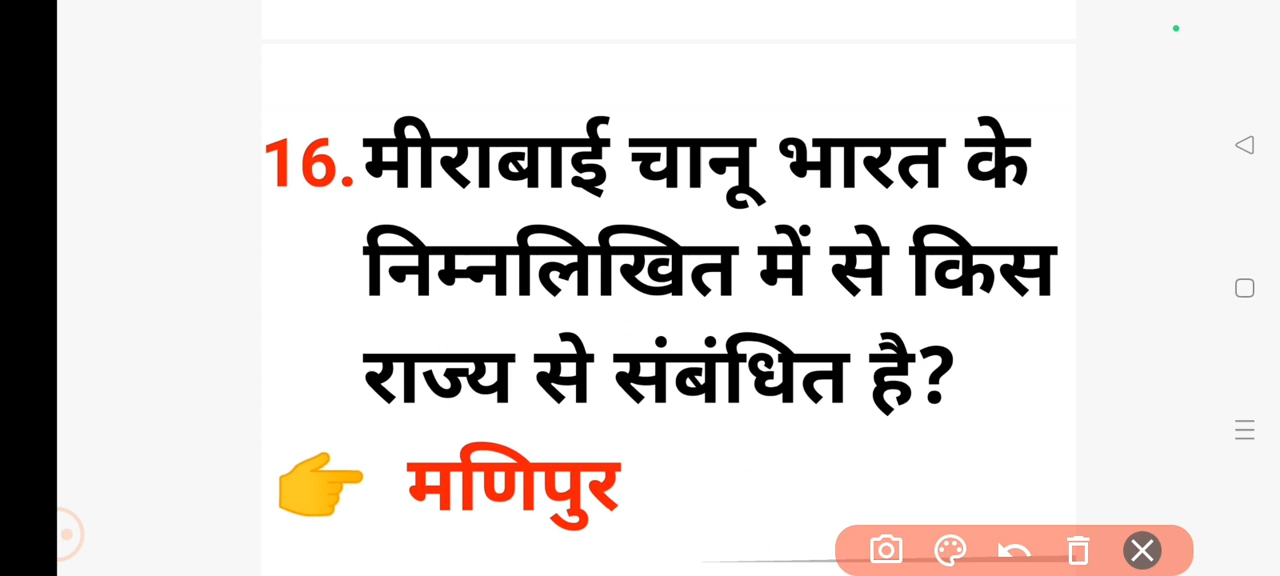 16. मीराबाई चानू भारत के
निम्नलिखित में से किस
राज्य से संबंधित है?
👉 मणिपुर